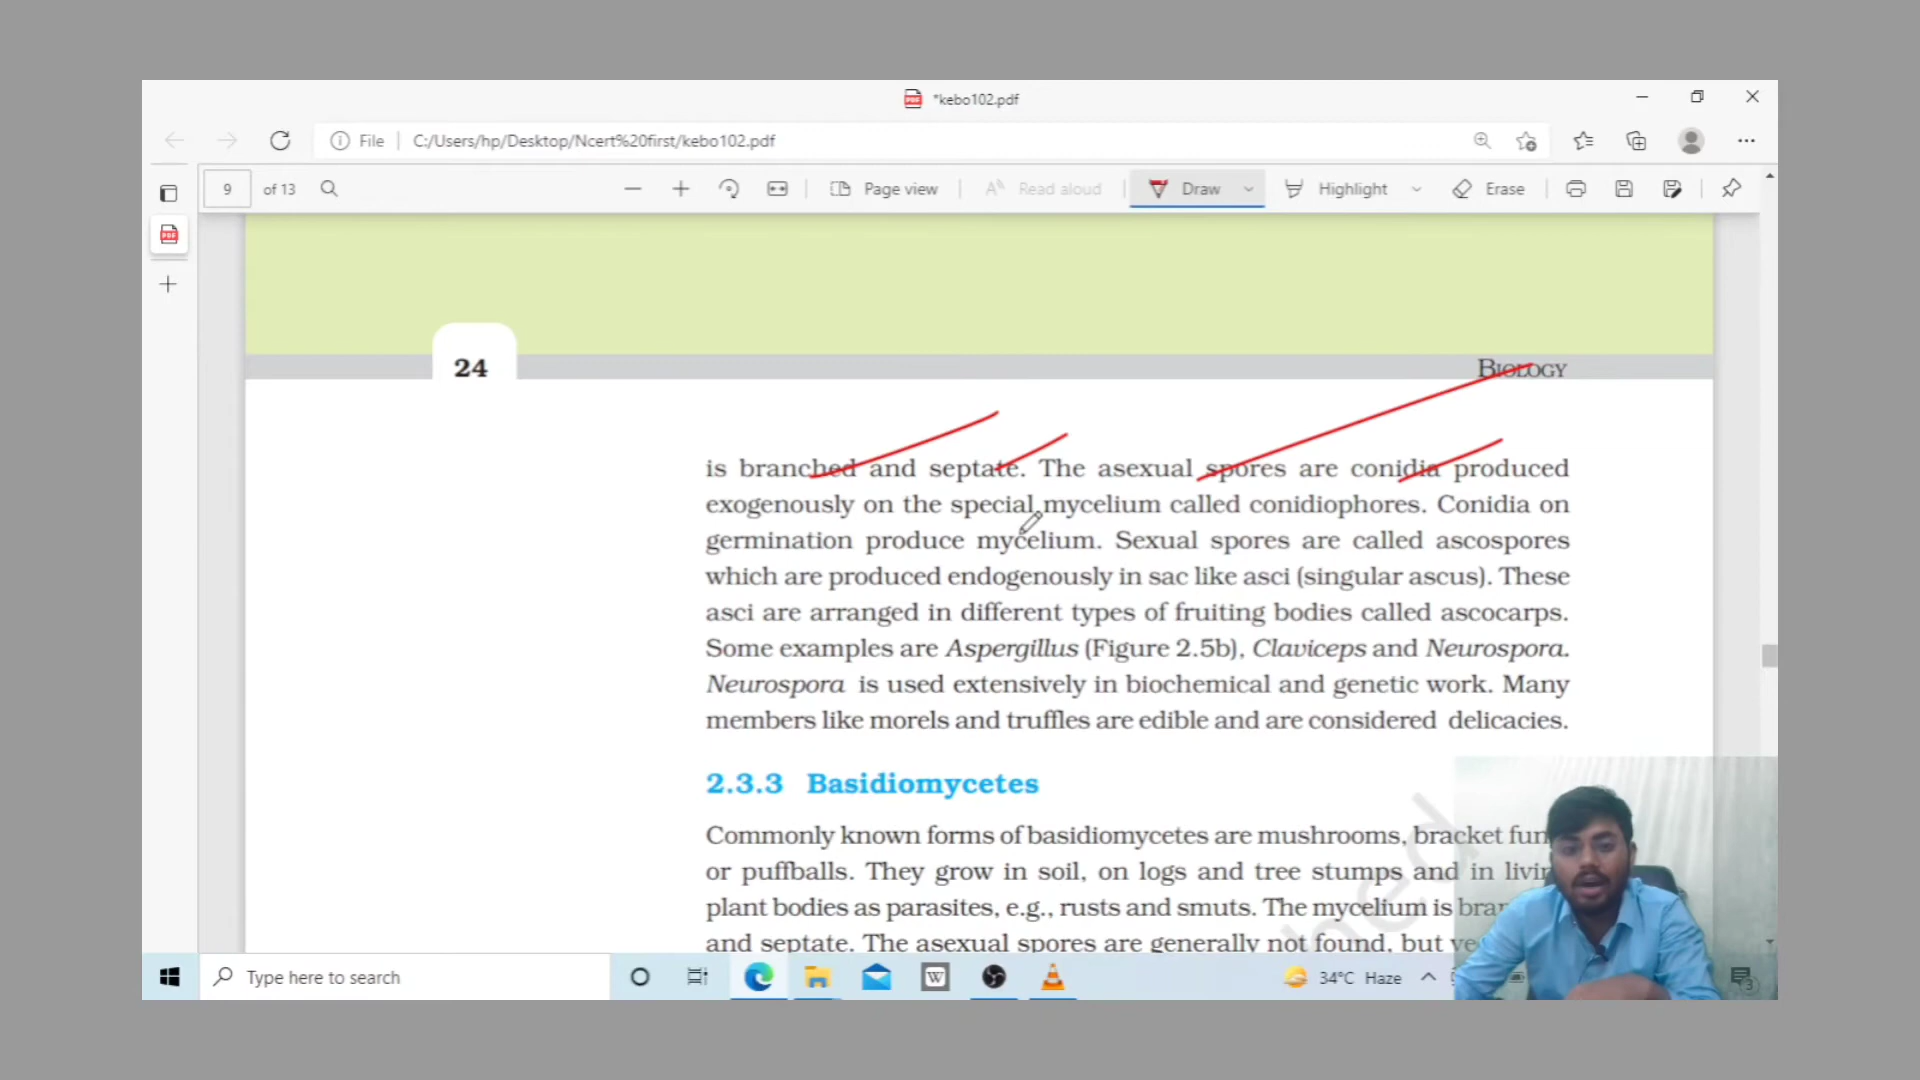 *kebo102.pdf
File C:/Users/hp/Desktop/Ncert%20first/kebo102.pdf
9 of 13 Page view Read aloud Draw Highlight Erase
24 BIOLOGY
is branched and septate. The asexual spores are conidia produced
exogenously on the special mycelium called conidiophores. Conidia on
germination produce mycelium. Sexual spores are called ascospores
which are produced endogenously in sac like asci (singular ascus). These
asci are arranged in different types of fruiting bodies called ascocarps.
Some examples are Aspergillus (Figure 2.5b), Claviceps and Neurospora.
Neurospora is used extensively in biochemical and genetic work. Many
members like morels and truffles are edible and are considered delicacies.
2.3.3 Basidiomycetes
Commonly known forms of basidiomycetes are mushrooms, bracket
or puffballs. They grow in soil, on logs and tree stumps and in
plant bodies as parasites, e.g., rusts and smuts. The mycelium is
and septate. The asexual spores are generally not found, but
Type here to search 34°C Haze 3